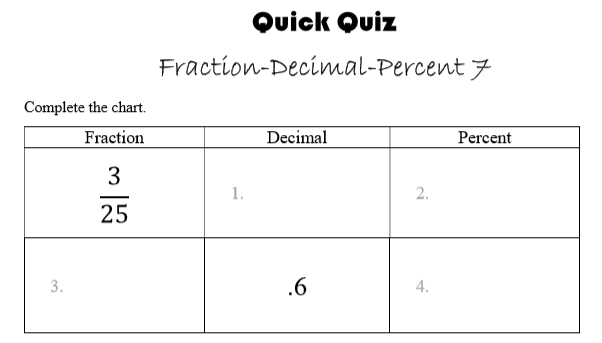 Quick Quiz
Fraction-Decimal-Percent 7
Complete the chart.
Fraction Decimal Percent
3
25
1.
2.
3.
.6
4.